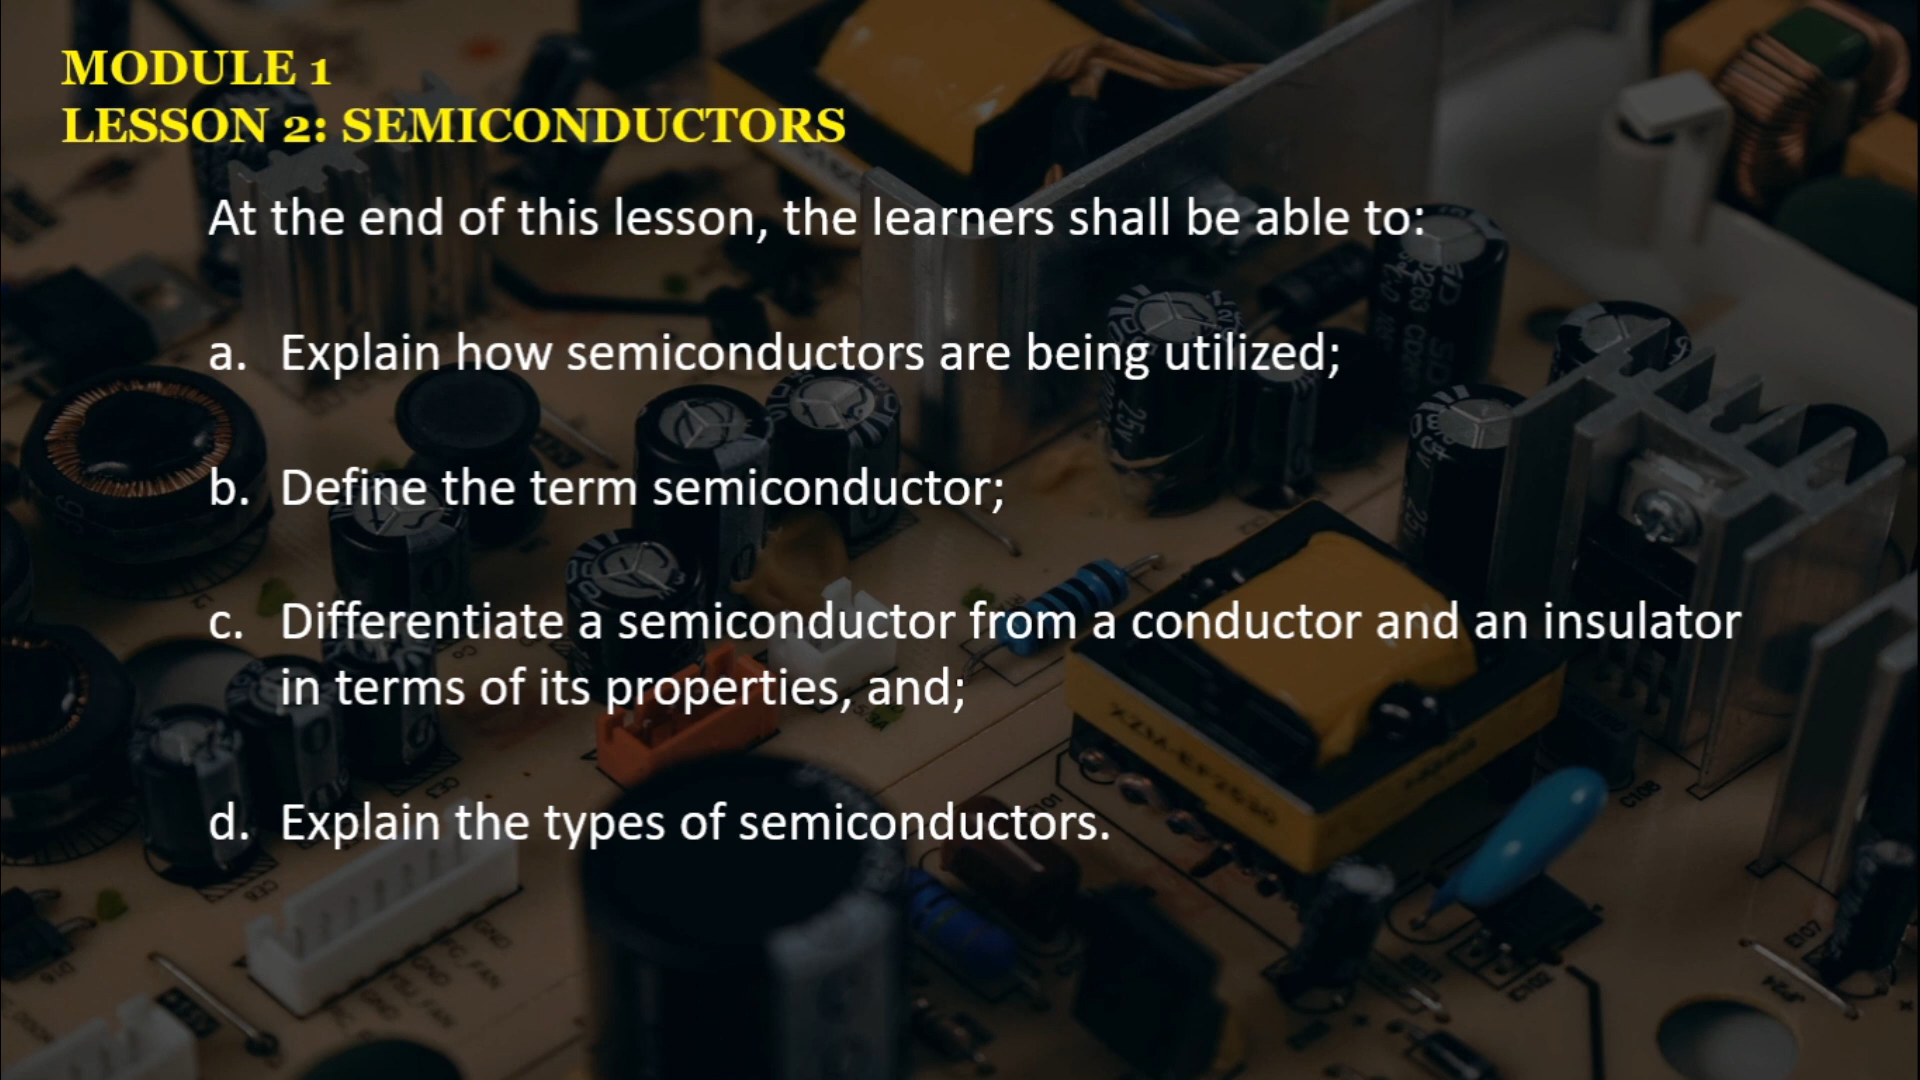 MODULE 1
LESSON 2: SEMICONDUCTORS
At the end of this lesson, the learners shall be able to:
a. Explain how semiconductors are being utilized;
b. Define the term semiconductor;
c. Differentiate a semiconductor from a conductor and an insulator
in terms of its properties, and;
d. Explain the types of semiconductors.
25V
GND